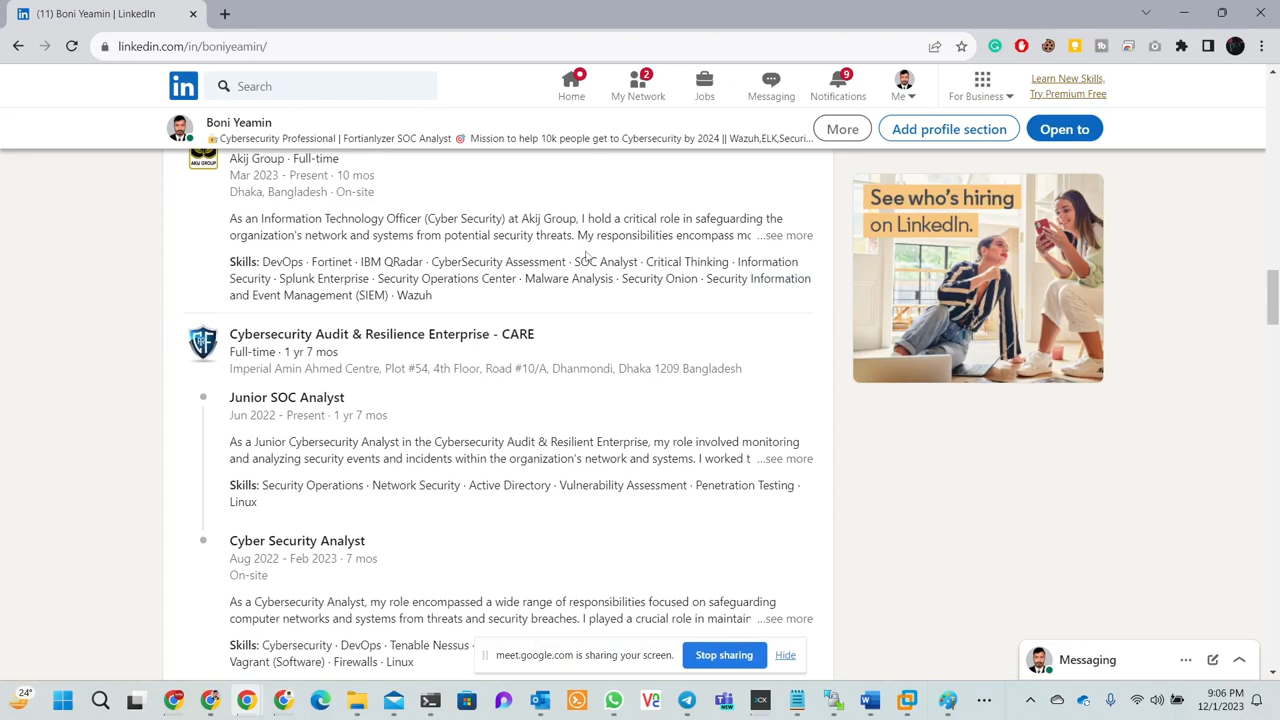 (11) Boni Yeamin
linkedin.com/in/boniyeamin/
in
Search
Home
2
My Network
Jobs
Messaging
9
Notifications
Me
For Business
Learn New Skills,
Try Premium Free
Boni Yeamin
Cybersecurity Professional | Fortianlyzer SOC Analyst 🎯 Mission to help 10k people get to Cybersecurity by 2024 || Wazuh,ELK,Securi...
More
Add profile section
Open to
AKIJ GROUP
Akij Group · Full-time
Mar 2023 - Present · 10 mos
Dhaka, Bangladesh · On-site
As an Information Technology Officer (Cyber Security) at Akij Group, I hold a critical role in safeguarding the
organization's network and systems from potential security threats. My responsibilities encompass mc ...see more
Skills: DevOps · Fortinet · IBM QRadar · CyberSecurity Assessment · SOC Analyst · Critical Thinking · Information
Security · Splunk Enterprise · Security Operations Center · Malware Analysis · Security Onion · Security Information
and Event Management (SIEM) · Wazuh
Cybersecurity Audit & Resilience Enterprise - CARE
Full-time · 1 yr 7 mos
Imperial Amin Ahmed Centre, Plot #54, 4th Floor, Road #10/A, Dhanmondi, Dhaka 1209 Bangladesh
Junior SOC Analyst
Jun 2022 - Present · 1 yr 7 mos
As a Junior Cybersecurity Analyst in the Cybersecurity Audit & Resilient Enterprise, my role involved monitoring
and analyzing security events and incidents within the organization's network and systems. I worked t ...see more
Skills: Security Operations · Network Security · Active Directory · Vulnerability Assessment · Penetration Testing ·
Linux
Cyber Security Analyst
Aug 2022 - Feb 2023 · 7 mos
On-site
As a Cybersecurity Analyst, my role encompassed a wide range of responsibilities focused on safeguarding
computer networks and systems from threats and security breaches. I played a crucial role in maintair ...see more
Skills: Cybersecurity · DevOps · Tenable Nessus ·
Vagrant (Software) · Firewalls · Linux
See who's hiring
on LinkedIn.
meet.google.com is sharing your screen.
Stop sharing
Hide
Messaging
24°
9:06 PM
12/1/2023